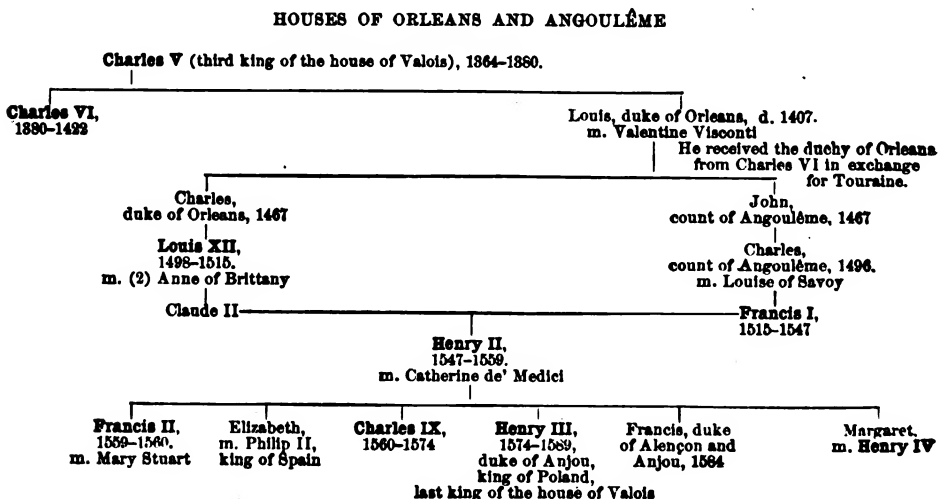 HOUSES OF ORLEANS AND ANGOULÊME
Charles V (third king of the house of Valois), 1364–1380.
Charles VI,
1380–1422
Louis, duke of Orleans, d. 1407.
m. Valentine Visconti
He received the duchy of Orleans
from Charles VI in exchange
for Touraine.
Charles,
duke of Orleans, 1467
John,
count of Angoulême, 1467
Louis XII,
1498–1515.
m. (2) Anne of Brittany
Charles,
count of Angoulême, 1496.
m. Louise of Savoy
Claude II
Francis I,
1515–1547
Henry II,
1547–1559.
m. Catherine de' Medici
Francis II,
1559–1560.
m. Mary Stuart
Elizabeth,
m. Philip II,
king of Spain
Charles IX,
1560–1574
Henry III,
1574–1589,
duke of Anjou,
king of Poland,
last king of the house of Valois
Francis, duke
of Alençon and
Anjou, 1584
Margaret,
m. Henry IV